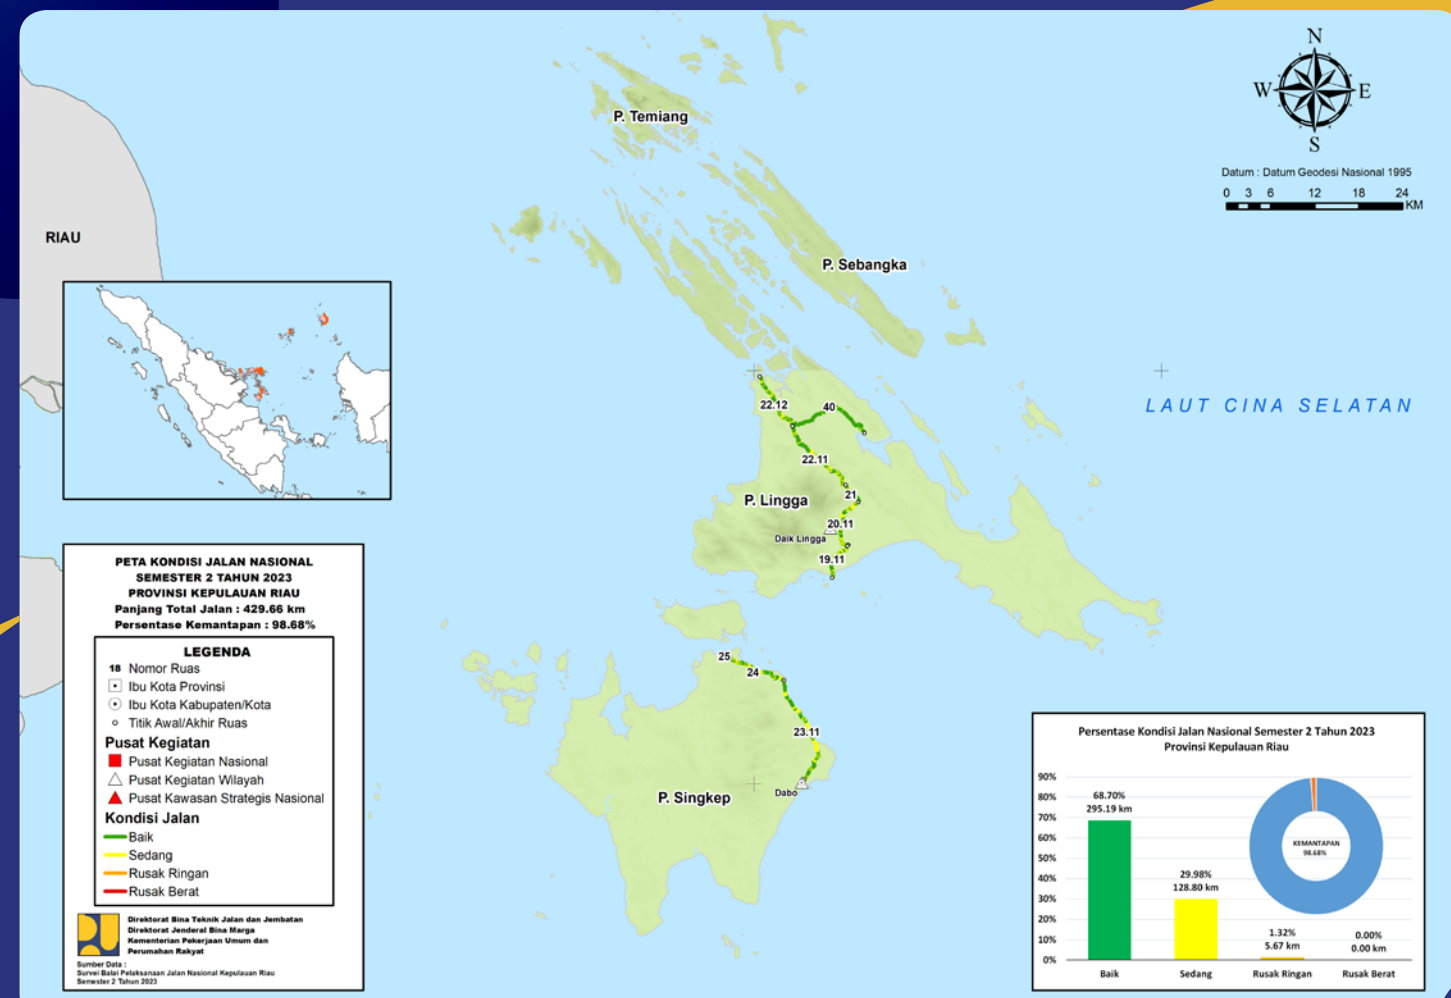 N
W
E
S
Datum : Datum Geodesi Nasional 1995
0 3 6 12 18 24
KM
P. Temiang
RIAU
P. Sebangka
LAUT CINA SELATAN
22.12
40
22.11
P. Lingga
21
20.11
Daik Lingga
19.11
25
24
23.11
P. Singkep
Dabo
PETA KONDISI JALAN NASIONAL
SEMESTER 2 TAHUN 2023
PROVINSI KEPULAUAN RIAU
Panjang Total Jalan : 429.66 km
Persentase Kemantapan : 98.68%
LEGENDA
18 Nomor Ruas
Ibu Kota Provinsi
Ibu Kota Kabupaten/Kota
Titik Awal/Akhir Ruas
Pusat Kegiatan
Pusat Kegiatan Nasional
Pusat Kegiatan Wilayah
Pusat Kawasan Strategis Nasional
Kondisi Jalan
Baik
Sedang
Rusak Ringan
Rusak Berat
Direktorat Bina Teknik Jalan dan Jembatan
Direktorat Jenderal Bina Marga
Kementerian Pekerjaan Umum dan
Perumahan Rakyat
Sumber Data :
Survei Balai Pelaksanaan Jalan Nasional Kepulauan Riau
Semester 2 Tahun 2023
Persentase Kondisi Jalan Nasional Semester 2 Tahun 2023
Provinsi Kepulauan Riau
90%
80%
70%
60%
50%
40%
30%
20%
10%
0%
68.70%
295.19 km
29.98%
128.80 km
1.32%
5.67 km
0.00%
0.00 km
KEMANTAPAN
98.68%
Baik
Sedang
Rusak Ringan
Rusak Berat